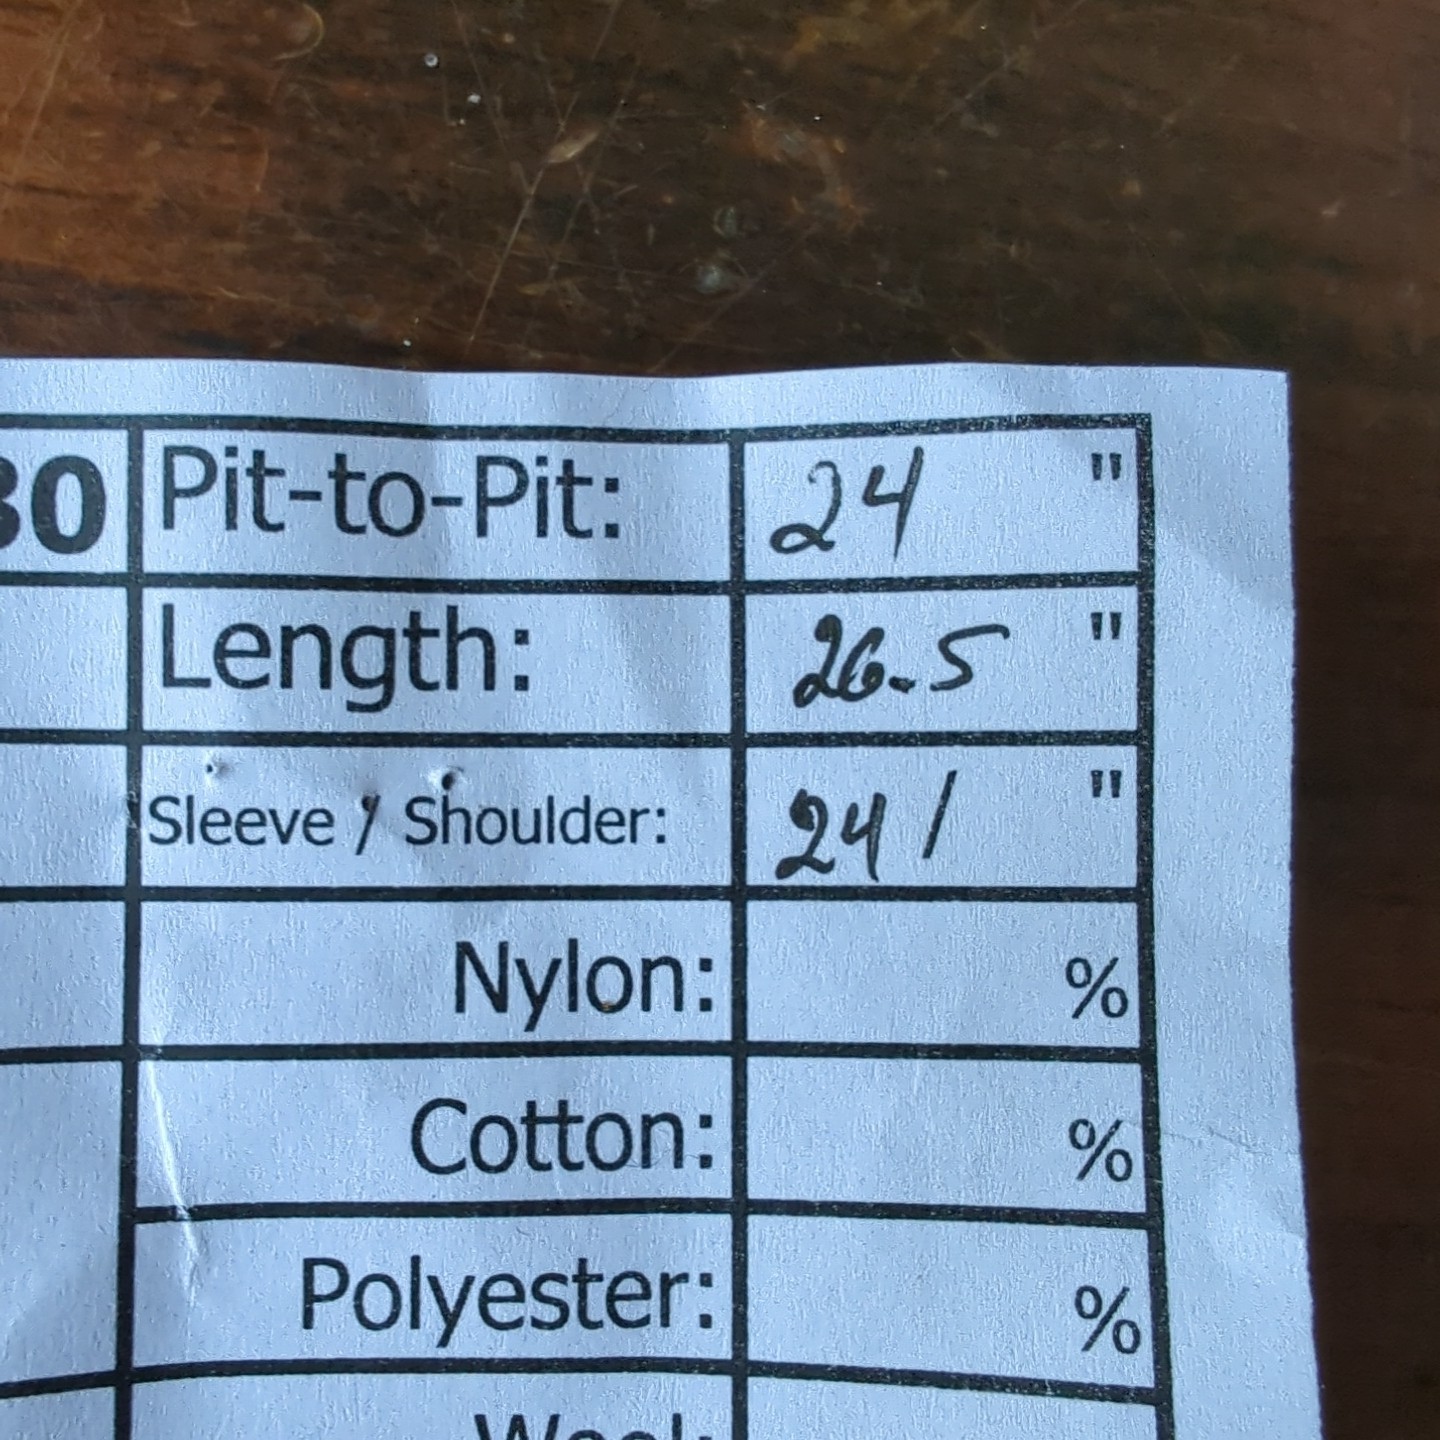 30 Pit-to-Pit: 24 "
Length: 26.5 "
Sleeve / Shoulder: 24 / "
Nylon: %
Cotton: %
Polyester: %